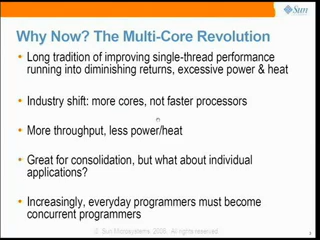 Sun
Why Now? The Multi-Core Revolution
• Long tradition of improving single-thread performance
running into diminishing returns, excessive power & heat
• Industry shift: more cores, not faster processors
• More throughput, less power/heat
• Great for consolidation, but what about individual
applications?
• Increasingly, everyday programmers must become
concurrent programmers
© Sun Microsystems, All rights reserved